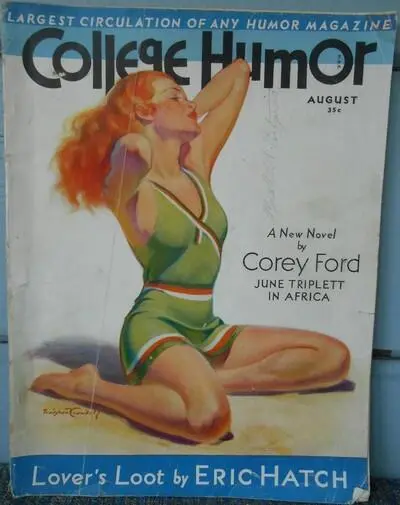 LARGEST CIRCULATION OF ANY HUMOR MAGAZINE
College Humor
AUGUST
35c
A New Novel
by
Corey Ford
JUNE TRIPLETT
IN AFRICA
Lover's Loot by ERIC HATCH